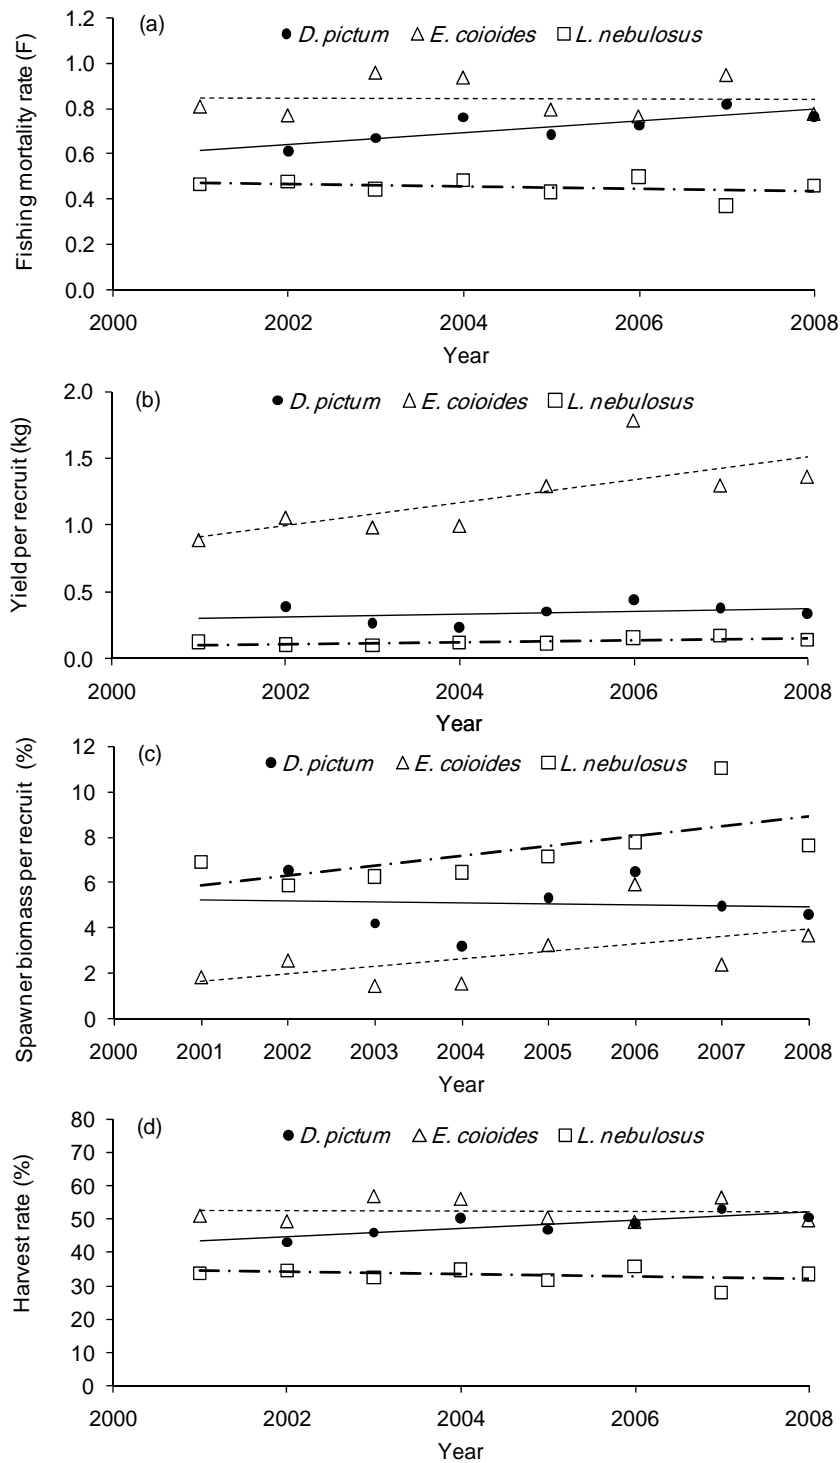 (a)
D. pictum E. coioides L. nebulosus
Fishing mortality rate (F)
1.2
1.0
0.8
0.6
0.4
0.2
0.0
2000 2002 2004 2006 2008
Year
(b)
D. pictum E. coioides L. nebulosus
Yield per recruit (kg)
2.0
1.5
1.0
0.5
0.0
2000 2002 2004 2006 2008
Year
(c)
D. pictum E. coioides L. nebulosus
Spawner biomass per recruit (%)
12
10
8
6
4
2
0
2000 2001 2002 2003 2004 2005 2006 2007 2008
Year
(d)
D. pictum E. coioides L. nebulosus
Harvest rate (%)
80
70
60
50
40
30
20
10
0
2000 2002 2004 2006 2008
Year